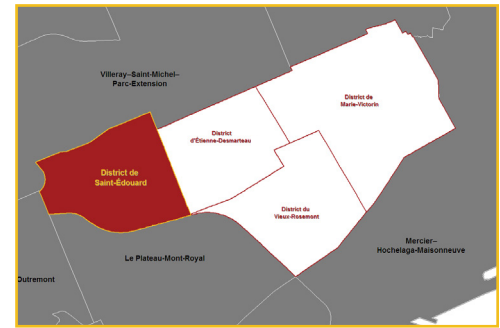 Villeray–Saint-Michel–
Parc-Extension
District de
Marie-Victorin
District
d'Étienne-Desmarteau
District de
Saint-Édouard
District du
Vieux-Rosemont
Mercier–
Hochelaga-Maisonneuve
Le Plateau-Mont-Royal
Outremont